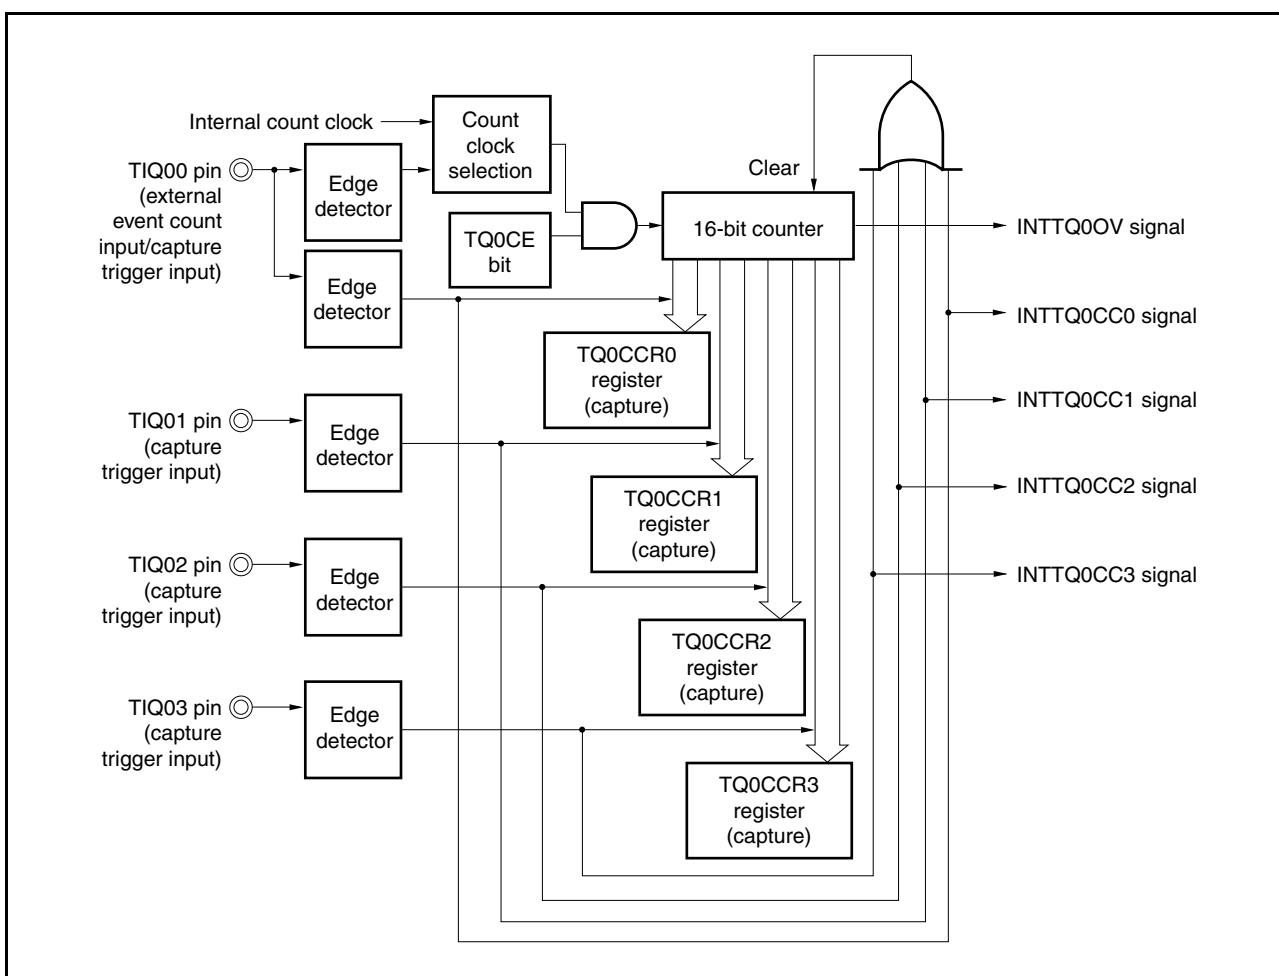 Internal count clock
Count
clock
selection
TIQ00 pin
(external
event count
input/capture
trigger input)
Edge
detector
Edge
detector
TQ0CE
bit
Clear
16-bit counter
INTTQ0OV signal
INTTQ0CC0 signal
TQ0CCR0
register
(capture)
INTTQ0CC1 signal
TIQ01 pin
(capture
trigger input)
Edge
detector
TQ0CCR1
register
(capture)
INTTQ0CC2 signal
TIQ02 pin
(capture
trigger input)
Edge
detector
INTTQ0CC3 signal
TQ0CCR2
register
(capture)
TIQ03 pin
(capture
trigger input)
Edge
detector
TQ0CCR3
register
(capture)